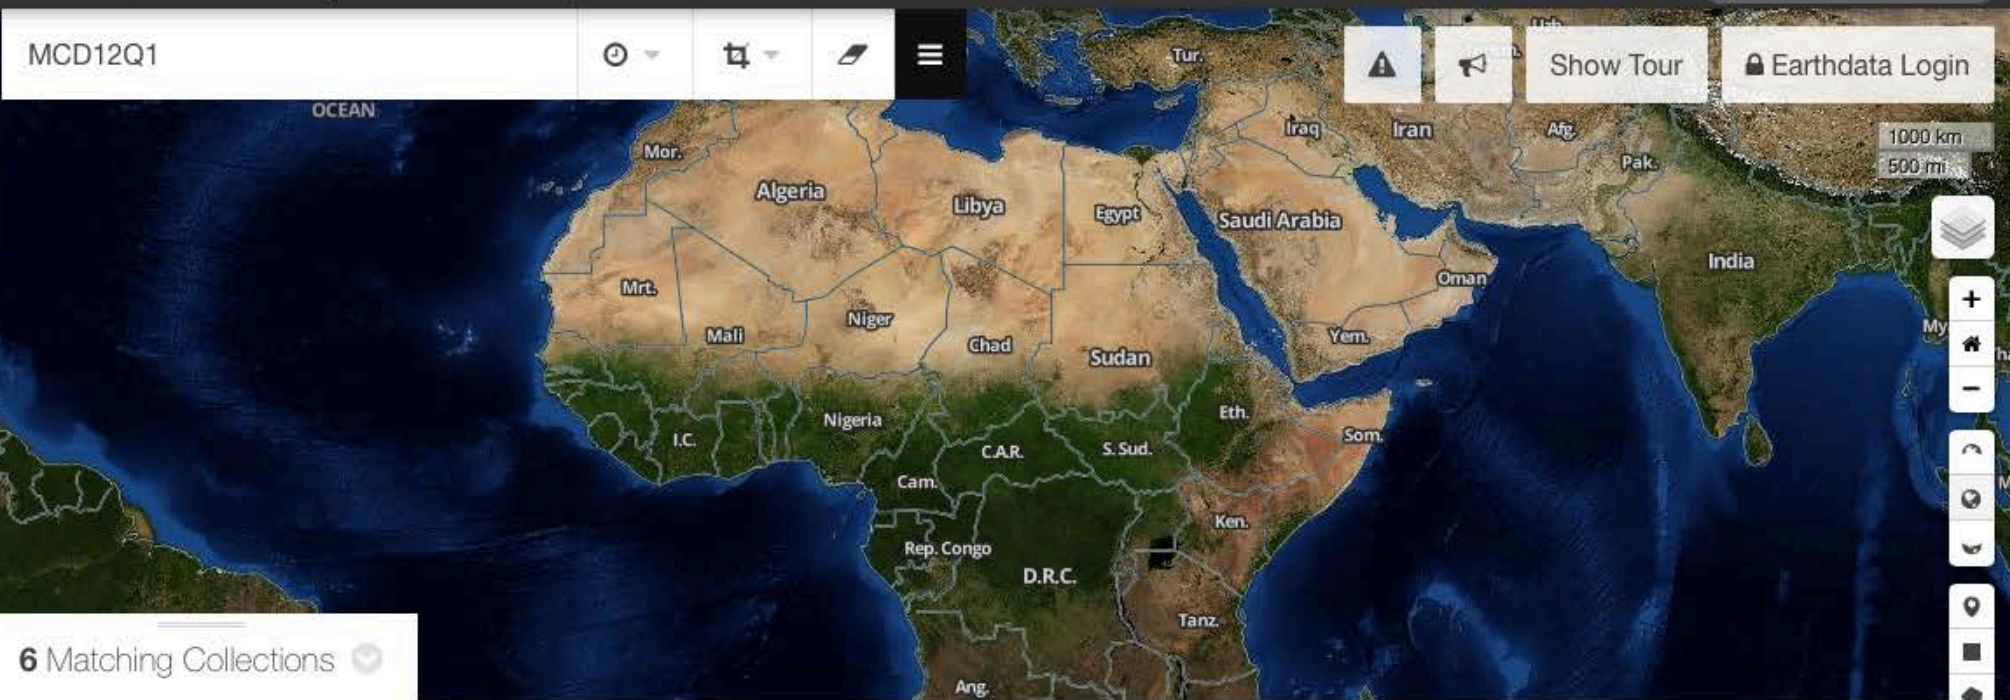 MCD12Q1
Show Tour
Earthdata Login
1000 km
500 mi
OCEAN
Tur.
Mor.
Algeria
Libya
Egypt
Iraq
Iran
Afg.
Pak.
Saudi Arabia
India
Oman
Yem.
Mrt.
Mali
Niger
Chad
Sudan
Nigeria
I.C.
C.A.R.
S. Sud.
Eth.
Som.
Cam.
Ken.
Rep. Congo
D.R.C.
Tanz.
Ang.
6 Matching Collections